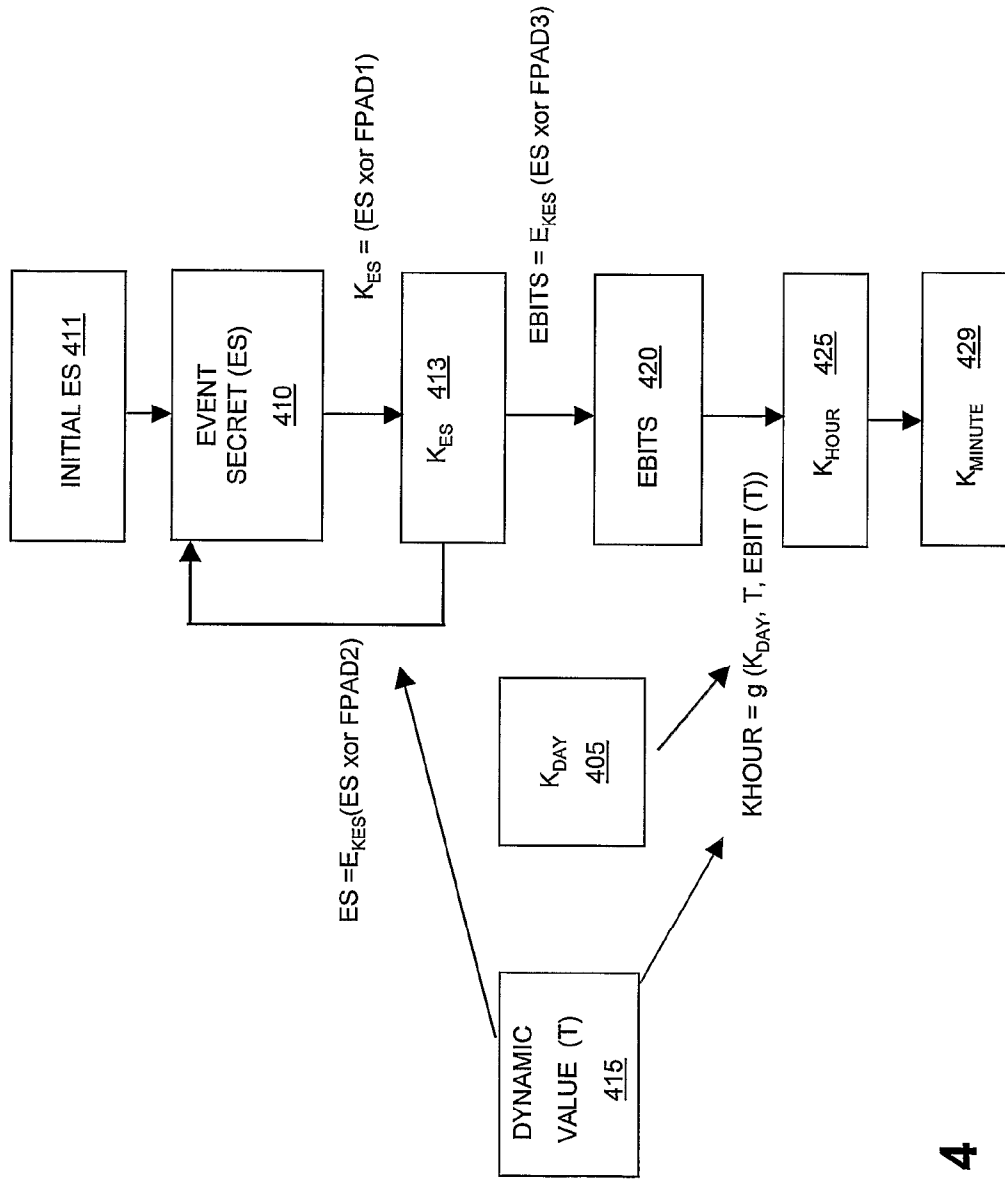 INITIAL ES 411
EVENT
SECRET (ES)
410
K_ES = (ES xor FPAD1)
K_ES 413
ES =E_KES(ES xor FPAD2)
EBITS = E_KES (ES xor FPAD3)
EBITS 420
DYNAMIC
VALUE (T)
415
K_DAY
405
KHOUR = g (K_DAY, T, EBIT (T))
K_HOUR 425
K_MINUTE 429
4